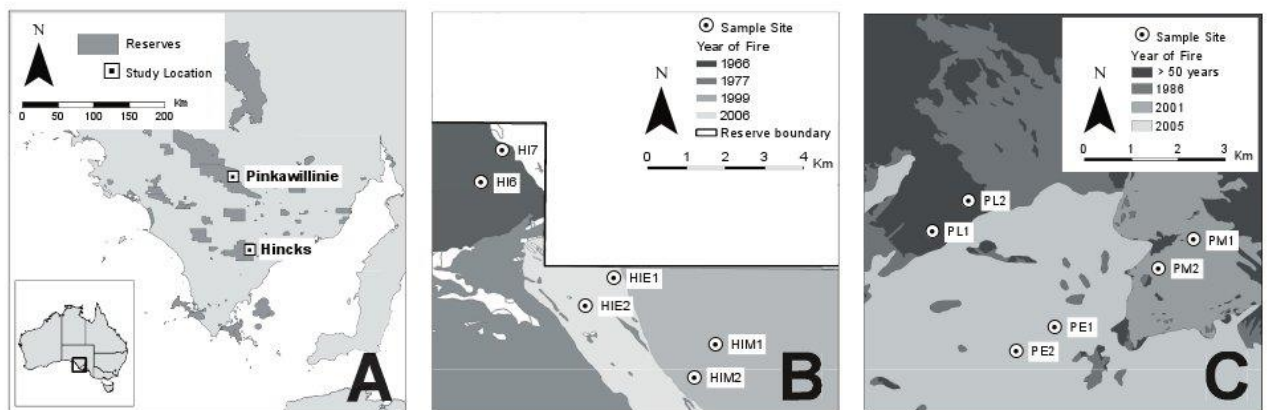 N
Reserves
Study Location
0 50 100 150 200 Km
Pinkawillinie
Hincks
A
Sample Site
Year of Fire
1966
1977
1999
2006
Reserve boundary
N
0 1 2 3 4
Km
HI7
HI6
HIE1
HIE2
HIM1
HIM2
B
Sample Site
Year of Fire
> 50 years
1986
2001
2005
N
0 1 2 3
Km
PL2
PL1
PM1
PM2
PE1
PE2
C